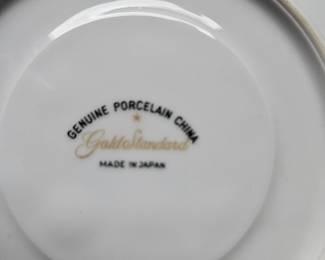 GENUINE PORCELAIN CHINA
Gold Standard
MADE IN JAPAN